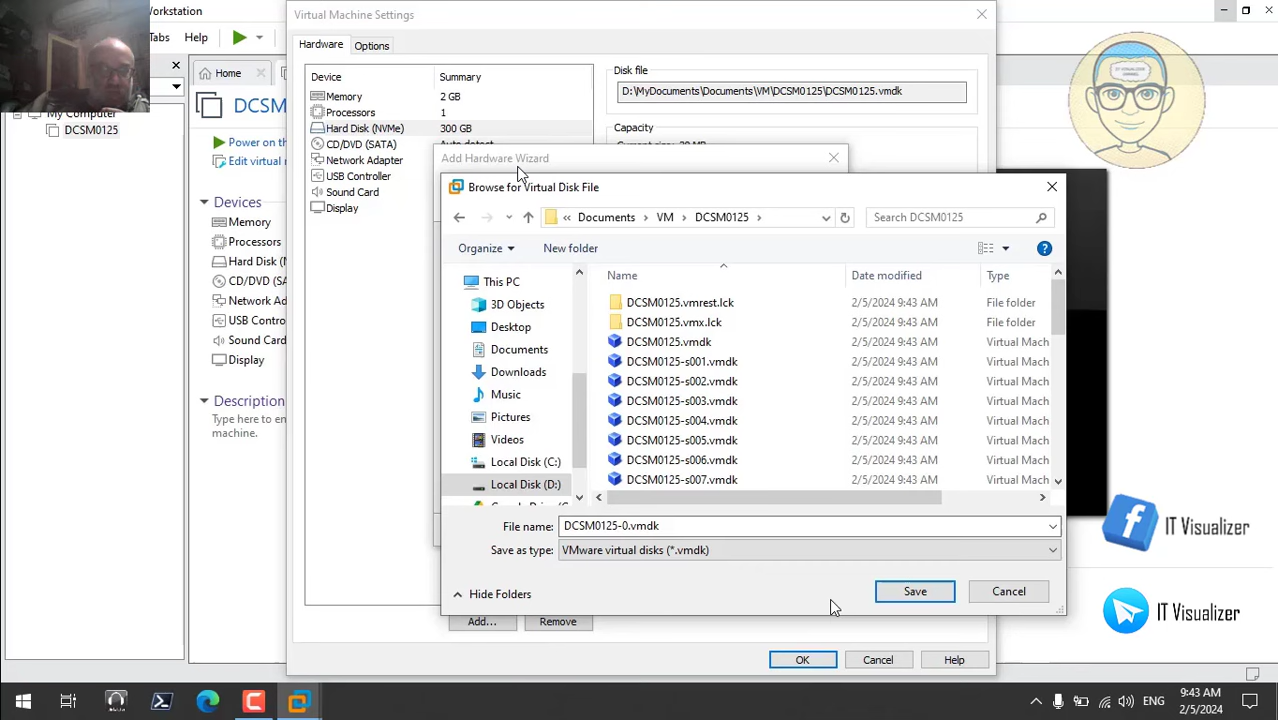 orkstation
Virtual Machine Settings
Tabs
Help
Hardware
Options
Home
Device
Summary
Memory
2 GB
Processors
1
Hard Disk (NVMe)
300 GB
CD/DVD (SATA)
Auto detect
Network Adapter
USB Controller
Sound Card
Display
Disk file
D:\MyDocuments\Documents\VM\DCSM0125\DCSM0125.vmdk
Capacity
IT VISUALIZER
CHANNEL
My Computer
DCSM0125
DCSM
Power on th
Edit virtual
Devices
Memory
Processors
Hard Disk (N
CD/DVD (SA
Network Ad
USB Contro
Sound Card
Display
Description
Type here to en
machine.
Add Hardware Wizard
Browse for Virtual Disk File
« Documents > VM > DCSM0125 >
Search DCSM0125
Organize
New folder
This PC
3D Objects
Desktop
Documents
Downloads
Music
Pictures
Videos
Local Disk (C:)
Local Disk (D:)
Name
Date modified
Type
DCSM0125.vmrest.lck
2/5/2024 9:43 AM
File folder
DCSM0125.vmx.lck
2/5/2024 9:43 AM
File folder
DCSM0125.vmdk
2/5/2024 9:43 AM
Virtual Mach
DCSM0125-s001.vmdk
2/5/2024 9:43 AM
Virtual Mach
DCSM0125-s002.vmdk
2/5/2024 9:43 AM
Virtual Mach
DCSM0125-s003.vmdk
2/5/2024 9:43 AM
Virtual Mach
DCSM0125-s004.vmdk
2/5/2024 9:43 AM
Virtual Mach
DCSM0125-s005.vmdk
2/5/2024 9:43 AM
Virtual Mach
DCSM0125-s006.vmdk
2/5/2024 9:43 AM
Virtual Mach
DCSM0125-s007.vmdk
2/5/2024 9:43 AM
Virtual Mach
File name:
DCSM0125-0.vmdk
Save as type:
VMware virtual disks (*.vmdk)
Hide Folders
Save
Cancel
IT Visualizer
IT Visualizer
Add...
Remove
OK
Cancel
Help
ENG
9:43 AM
2/5/2024